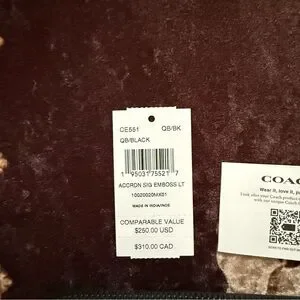 CE551 QB/BK
QB/BLACK
1 95031 75521 7
ACCRDN SIG EMBOSS LT
10020020MX01
MADE IN INDIA/INDE
COMPARABLE VALUE
$250.00 USD
$310.00 CAD
COAC
Wear it, love it,